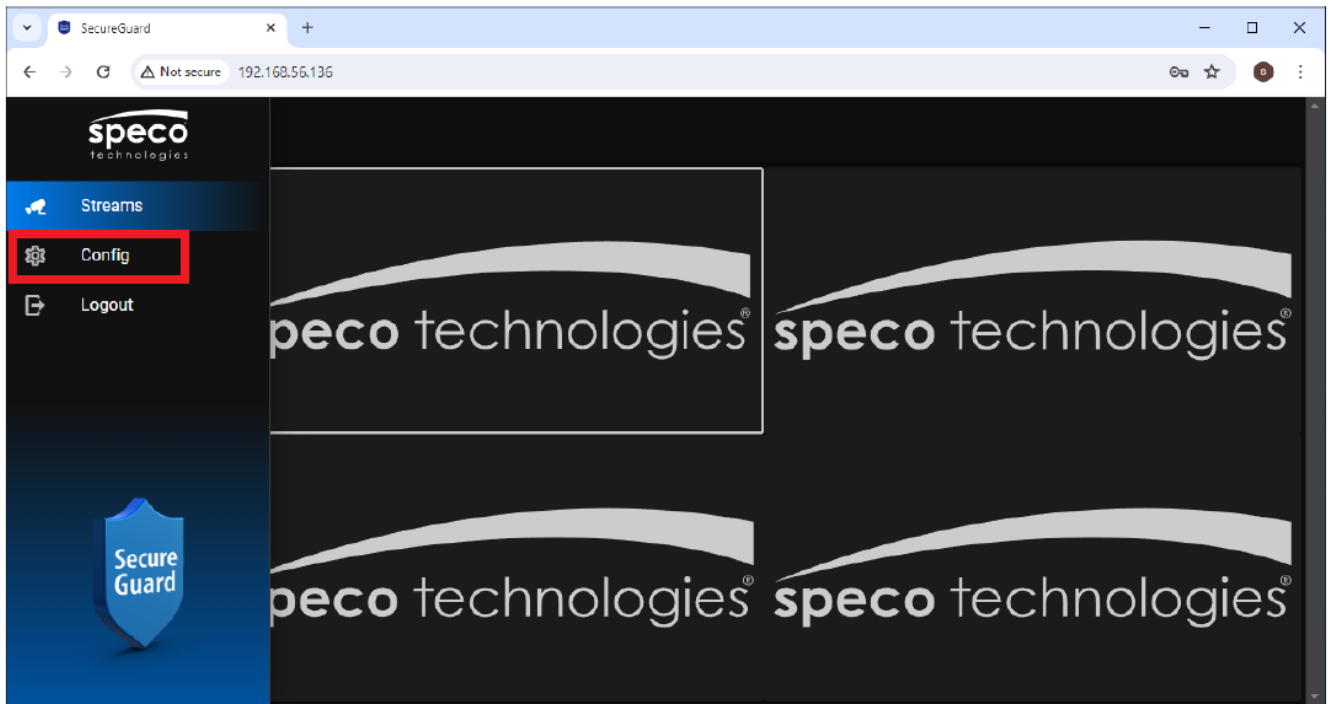 SecureGuard
Not secure 192.168.56.136
speco
technologies
Streams
Config
Logout
peco technologies®
speco technologies®
peco technologies®
speco technologies®
Secure
Guard